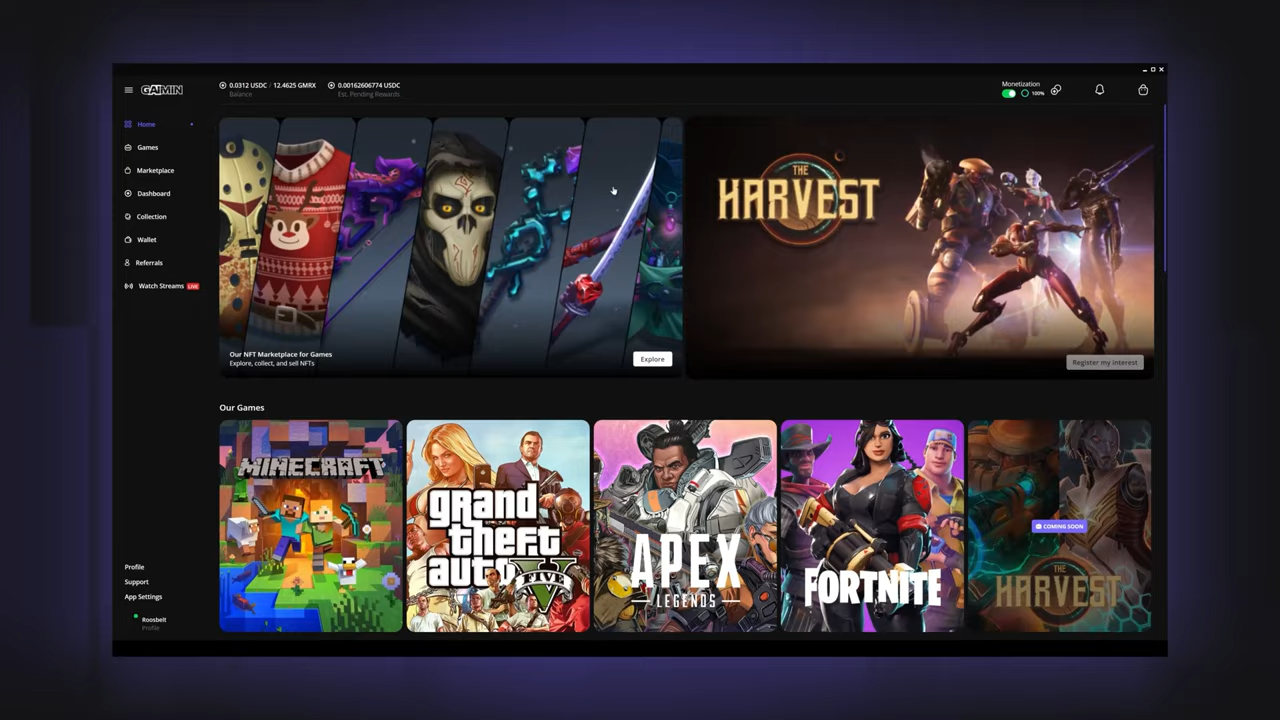 GAIMIN
0.0312 USDC / 12.4625 GMRX
Balance
0.00162606774 USDC
Est. Pending Rewards
Monetization
100%
Home
Games
Marketplace
Dashboard
Collection
Wallet
Referrals
Watch Streams LIVE
Profile
Support
App Settings
Roosbelt
Profile
Our NFT Marketplace for Games
Explore, collect, and sell NFTs
Explore
THE
HARVEST
Register my interest
Our Games
MINECRAFT
grand
theft
auto
FIVE
APEX
LEGENDS
FORTNITE
COMING SOON
THE
HARVEST